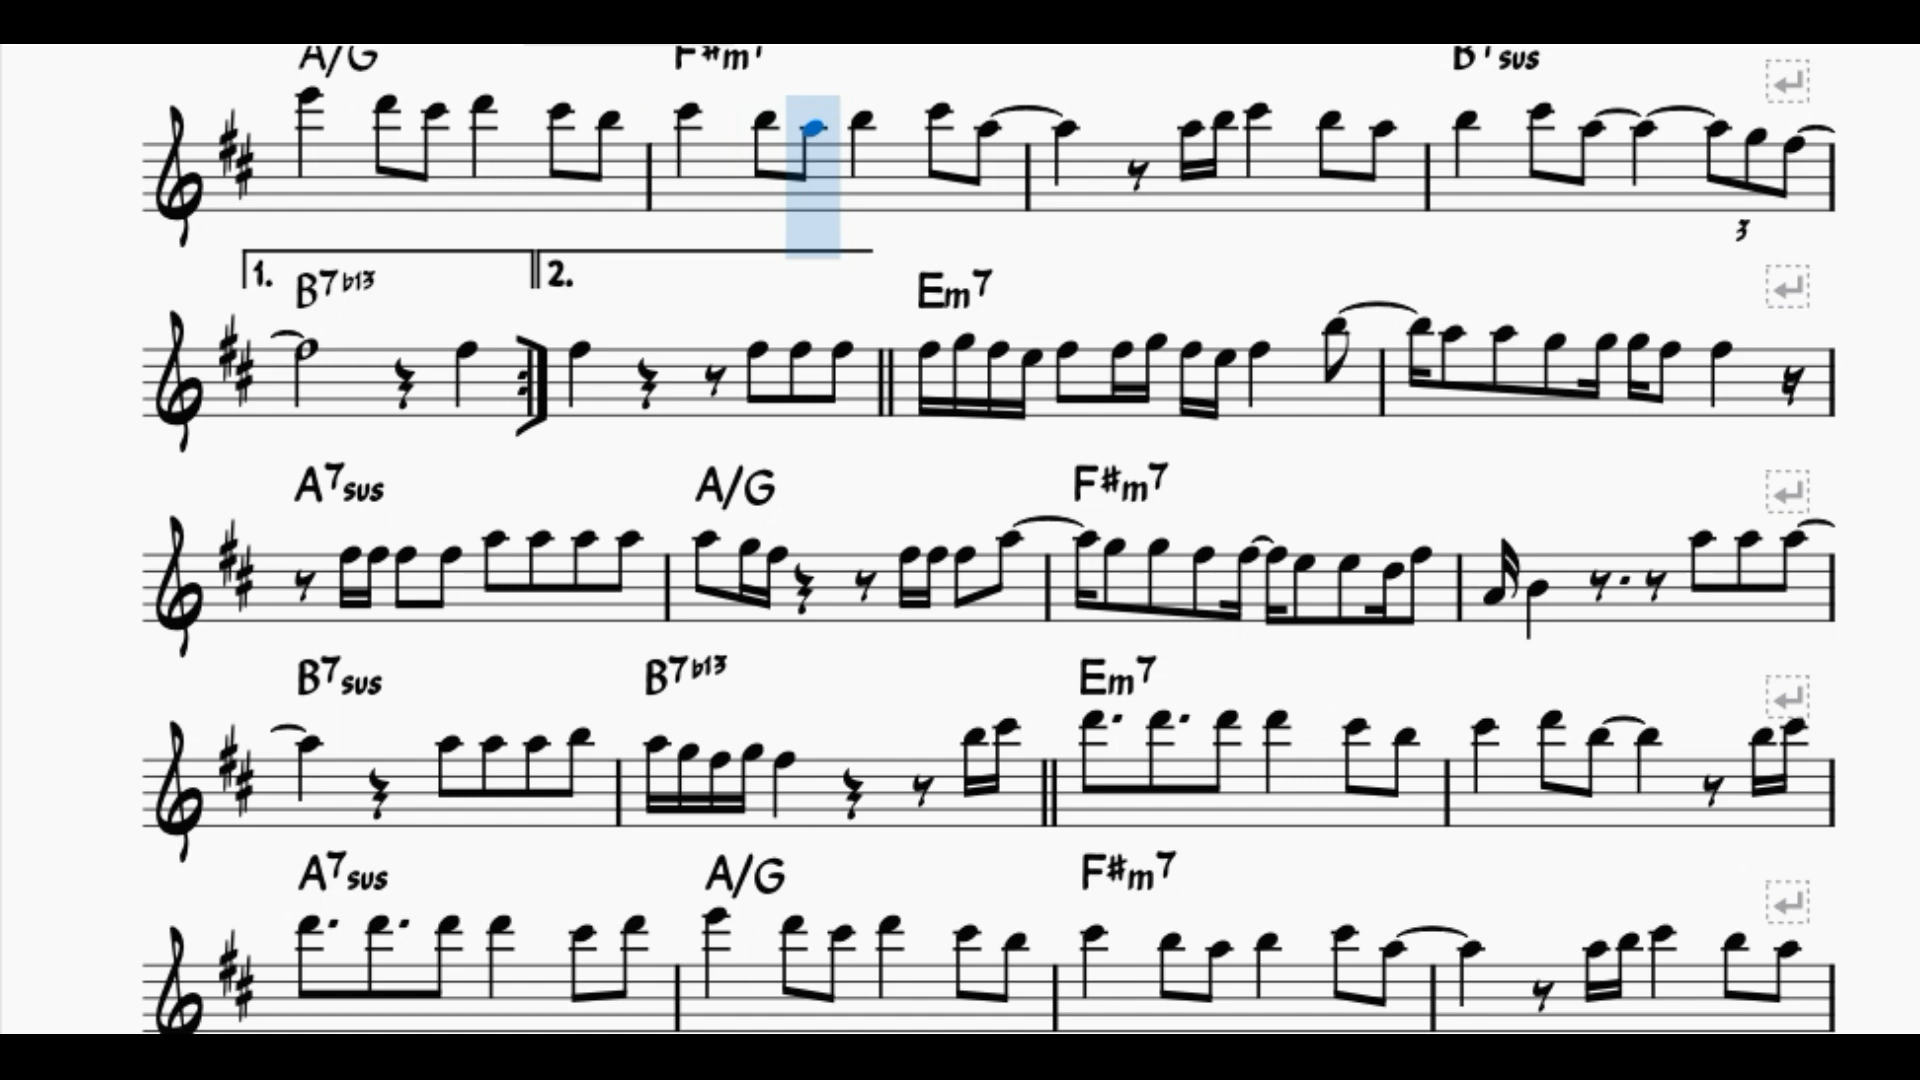 A/G F#m7 B7sus
3
1. B7b13 2. Em7
A7sus A/G F#m7
B7sus B7b13 Em7
A7sus A/G F#m7